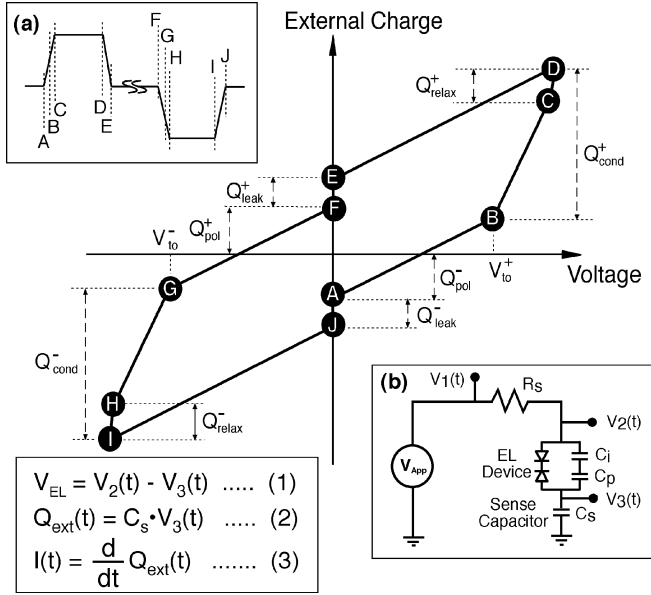 (a)
F
G
H
I
J
D
C
E
B
A
External Charge
D
C
Q+relax
Q+cond
E
Q+leak
F
Q+pol
B
V-to
V+to
Voltage
G
A
Q-pol
J
Q-leak
Q-cond
H
I
Q-relax
(b)
V1(t)
Rs
V2(t)
VApp
EL
Device
Ci
Cp
V3(t)
Sense
Capacitor
Cs
VEL = V2(t) - V3(t) ..... (1)
Qext(t) = Cs•V3(t) ..... (2)
I(t) = d/dt Qext(t) ....... (3)